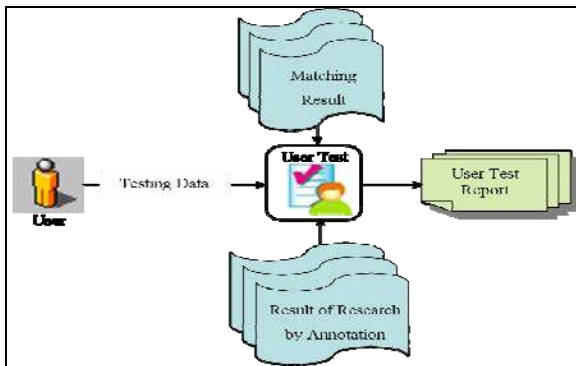 Matching
Result
User Test
Testing Data
User
User Test
Report
Result of Research
by Annotation